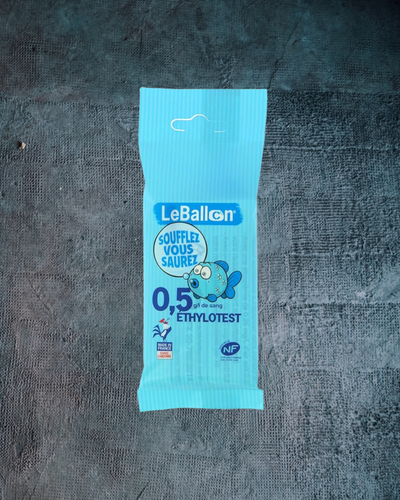 LeBallon®
SOUFFLEZ
VOUS
SAUREZ
0,5 g/l de sang
ETHYLOTEST
MADE IN
FRANCE
NF